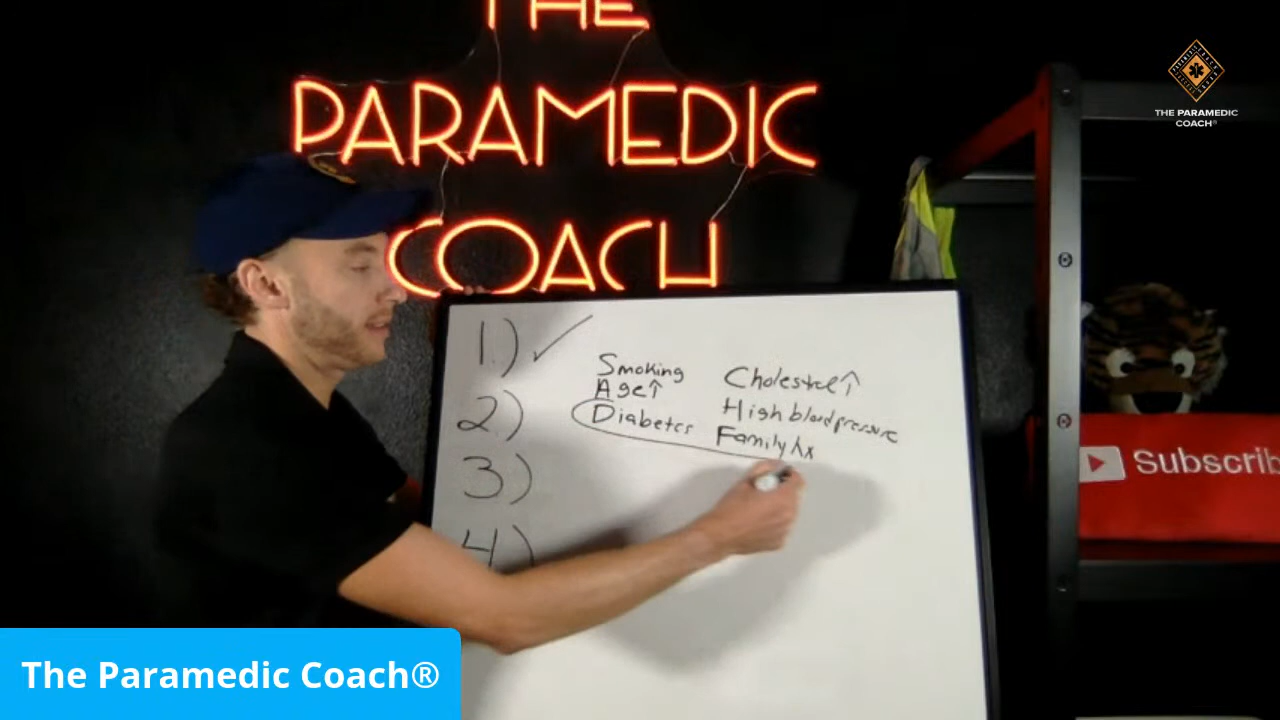 THE
PARAMEDIC
COACH
THE PARAMEDIC
COACH®
1.) ✓
2.)
3.)
4.)
Smoking
Age↑
Diabetes
Cholestrol↑
High blood pressure
Family hx
Subscrib
The Paramedic Coach®